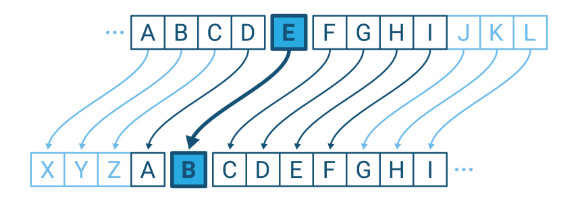 ... A B C D E F G H I J K L
X Y Z A B C D E F G H I ...